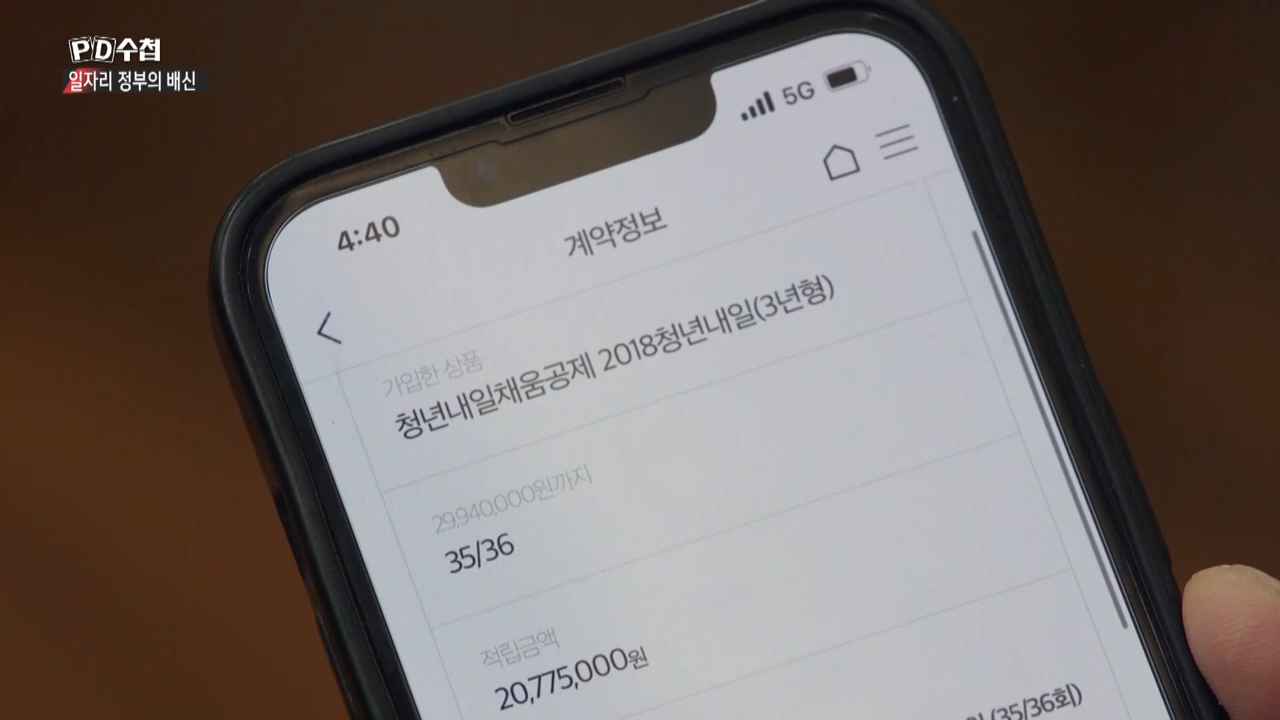 PD수첩
일자리 정부의 배신
4:40
5G
계약정보
가입한 상품
청년내일채움공제 2018청년내일(3년형)
29,940,000원까지
35/36
적립금액
20,775,000원
(35/36회)